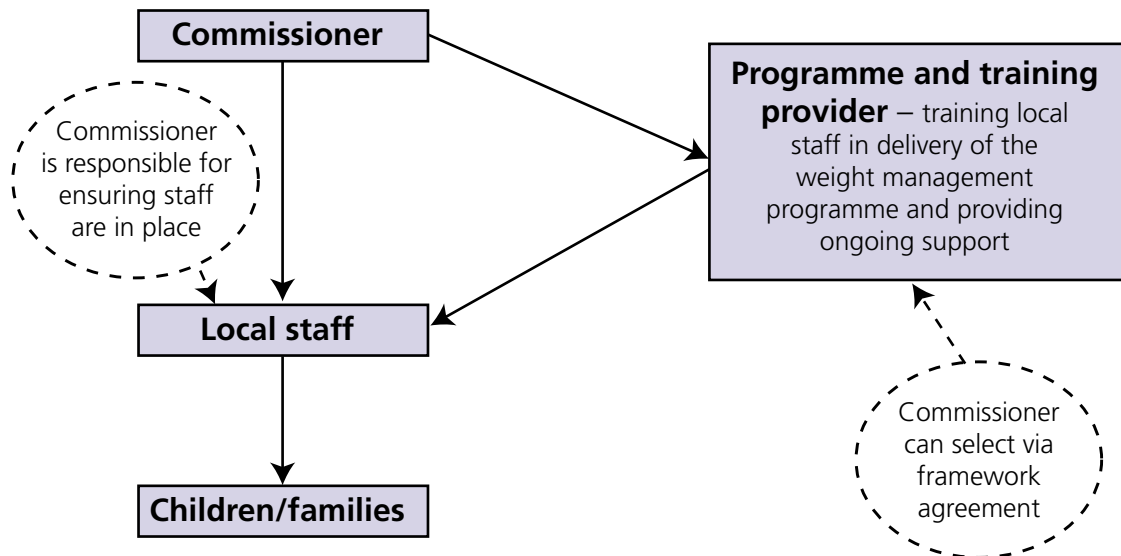 Commissioner
Programme and training
provider – training local
staff in delivery of the
weight management
programme and providing
ongoing support
Commissioner
is responsible for
ensuring staff
are in place
Local staff
Commissioner
can select via
framework
agreement
Children/families